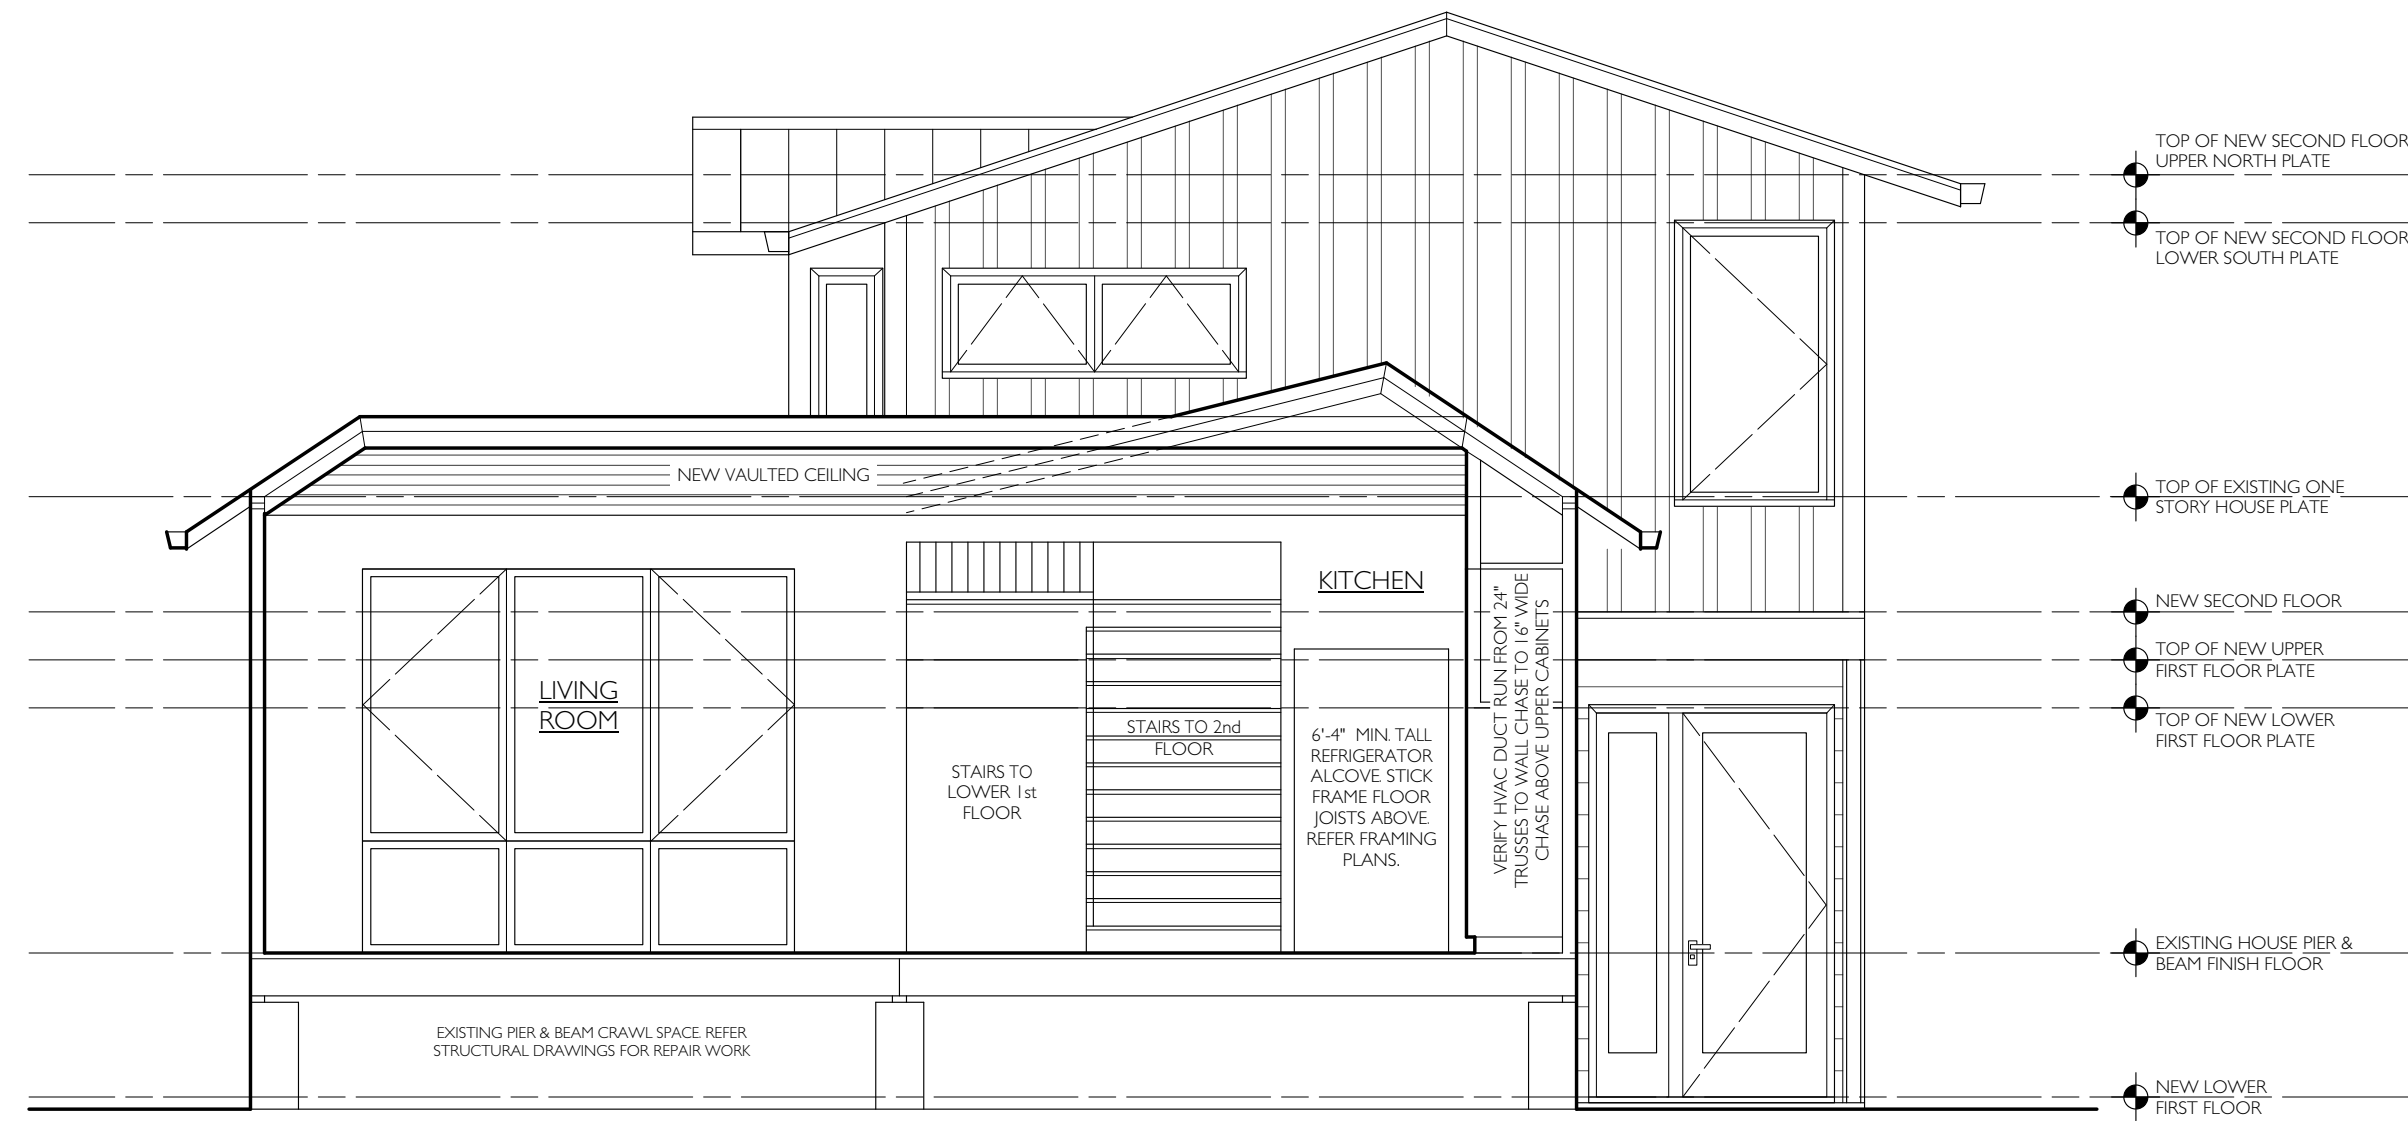 TOP OF NEW SECOND FLOOR
UPPER NORTH PLATE
TOP OF NEW SECOND FLOOR
LOWER SOUTH PLATE
NEW VAULTED CEILING
TOP OF EXISTING ONE
STORY HOUSE PLATE
KITCHEN
NEW SECOND FLOOR
TOP OF NEW UPPER
FIRST FLOOR PLATE
LIVING
ROOM
TOP OF NEW LOWER
FIRST FLOOR PLATE
STAIRS TO
LOWER 1st
FLOOR
STAIRS TO 2nd
FLOOR
6'-4" MIN. TALL
REFRIGERATOR
ALCOVE. STICK
FRAME FLOOR
JOISTS ABOVE.
REFER FRAMING
PLANS.
VERIFY HVAC DUCT RUN FROM 24"
TRUSSES TO WALL CHASE TO 16" WIDE
CHASE ABOVE UPPER CABINETS
EXISTING HOUSE PIER &
BEAM FINISH FLOOR
EXISTING PIER & BEAM CRAWL SPACE. REFER
STRUCTURAL DRAWINGS FOR REPAIR WORK
NEW LOWER
FIRST FLOOR